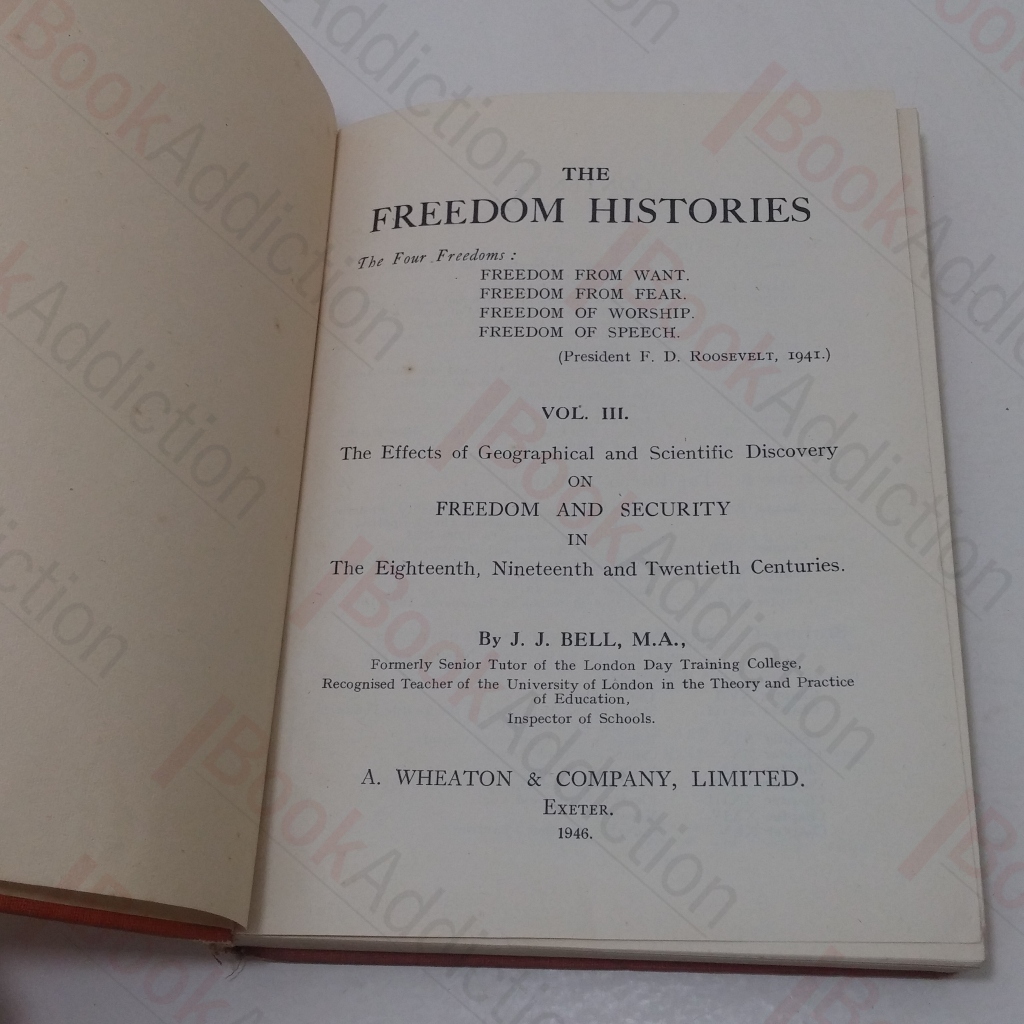 THE
FREEDOM HISTORIES
The Four Freedoms :
FREEDOM FROM WANT.
FREEDOM FROM FEAR.
FREEDOM OF WORSHIP.
FREEDOM OF SPEECH.
(President F. D. ROOSEVELT, 1941.)
VOL. III.
The Effects of Geographical and Scientific Discovery
ON
FREEDOM AND SECURITY
IN
The Eighteenth, Nineteenth and Twentieth Centuries.
By J. J. BELL, M.A.,
Formerly Senior Tutor of the London Day Training College,
Recognised Teacher of the University of London in the Theory and Practice
of Education,
Inspector of Schools.
A. WHEATON & COMPANY, LIMITED.
EXETER.
1946.
BookAddiction